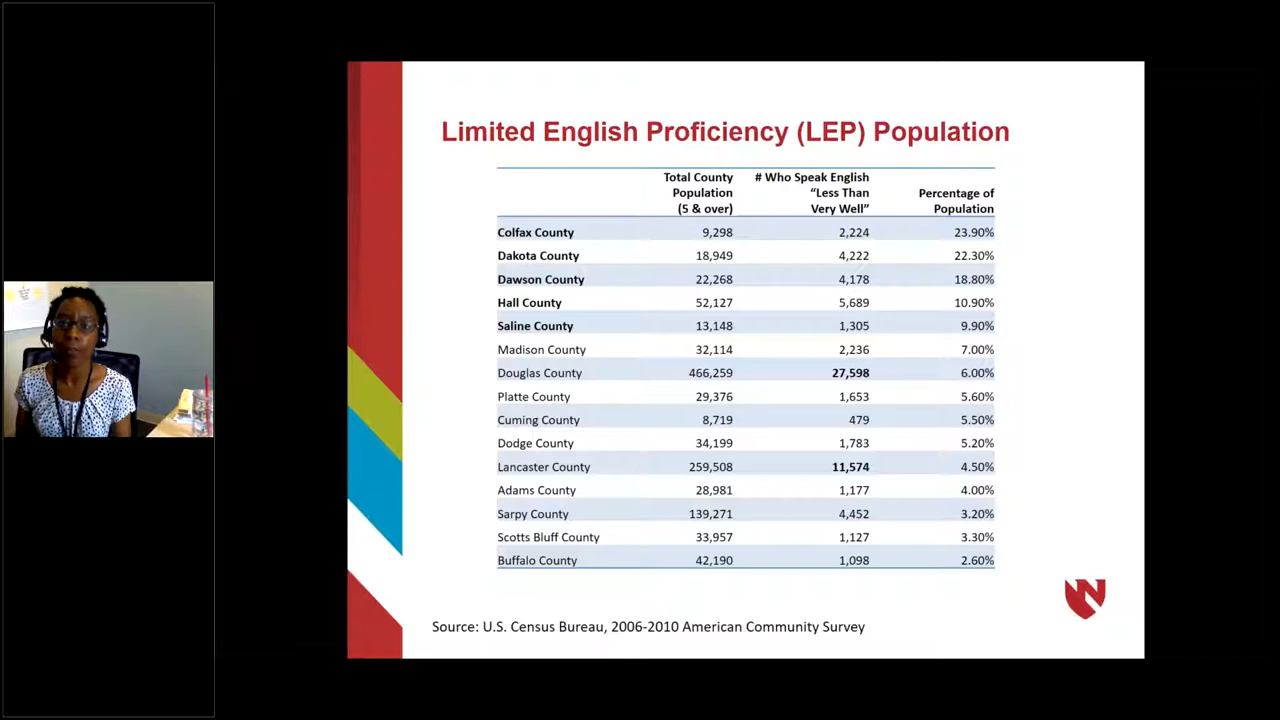 Limited English Proficiency (LEP) Population
Total County Population (5 & over) # Who Speak English “Less Than Very Well” Percentage of Population
Colfax County 9,298 2,224 23.90%
Dakota County 18,949 4,222 22.30%
Dawson County 22,268 4,178 18.80%
Hall County 52,127 5,689 10.90%
Saline County 13,148 1,305 9.90%
Madison County 32,114 2,236 7.00%
Douglas County 466,259 27,598 6.00%
Platte County 29,376 1,653 5.60%
Cuming County 8,719 479 5.50%
Dodge County 34,199 1,783 5.20%
Lancaster County 259,508 11,574 4.50%
Adams County 28,981 1,177 4.00%
Sarpy County 139,271 4,452 3.20%
Scotts Bluff County 33,957 1,127 3.30%
Buffalo County 42,190 1,098 2.60%
Source: U.S. Census Bureau, 2006-2010 American Community Survey